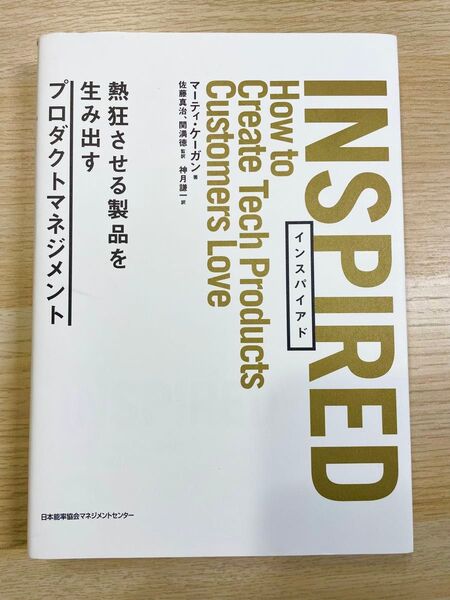 INSPIRED
インスパイアド
How to
Create Tech Products
Customers Love
マーティ・ケーガン 著
佐藤真治、関満徳 監訳 神月謙一 訳
熱狂させる製品を
生み出す
プロダクトマネジメント
日本能率協会マネジメントセンター